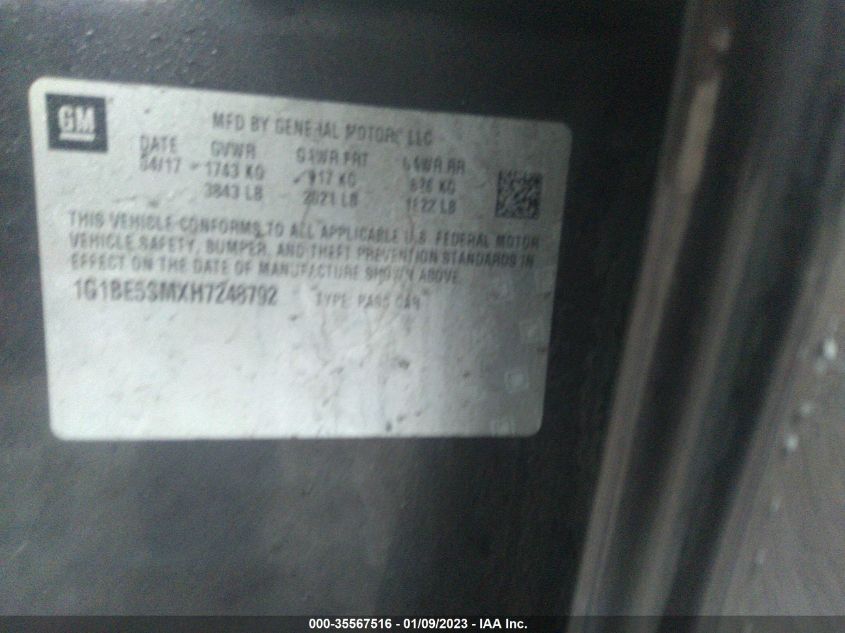 GM
MFD BY GENERAL MOTORS LLC
DATE GVWR GAWR FRT GAWR RR
04/17 1743 KG 917 KG 826 KG
3843 LB 2021 LB 1822 LB
THIS VEHICLE CONFORMS TO ALL APPLICABLE U.S. FEDERAL MOTOR
VEHICLE SAFETY, BUMPER, AND THEFT PREVENTION STANDARDS IN
EFFECT ON THE DATE OF MANUFACTURE SHOWN ABOVE.
1G1BE5SMXH7248792 TYPE: PASS CAR
000-35567516 - 01/09/2023 - IAA Inc.